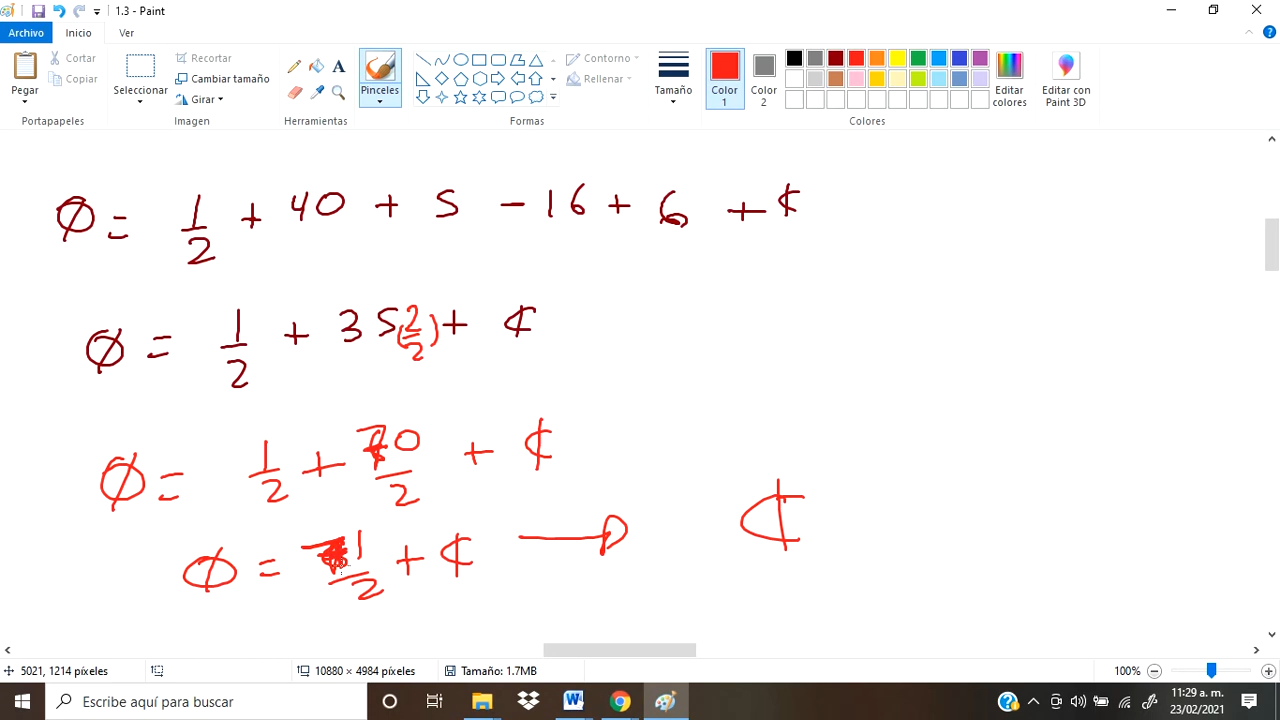 1.3 - Paint
Archivo Inicio Ver
Pegar
Cortar
Copiar
Portapapeles
Seleccionar
Recortar
Cambiar tamaño
Girar
Imagen
Herramientas
Pinceles
Formas
Contorno
Rellenar
Tamaño
Color 1
Color 2
Colores
Editar colores
Editar con Paint 3D
∅ = 1/2 + 40 + 5 - 16 + 6 + ₵
∅ = 1/2 + 35(2/2) + ₵
∅ = 1/2 + 70/2 + ₵
∅ = 71/2 + ₵ → ₵
5021, 1214 píxeles
10880 × 4984 píxeles
Tamaño: 1.7MB
100%
Escribe aquí para buscar
11:29 a. m.
23/02/2021